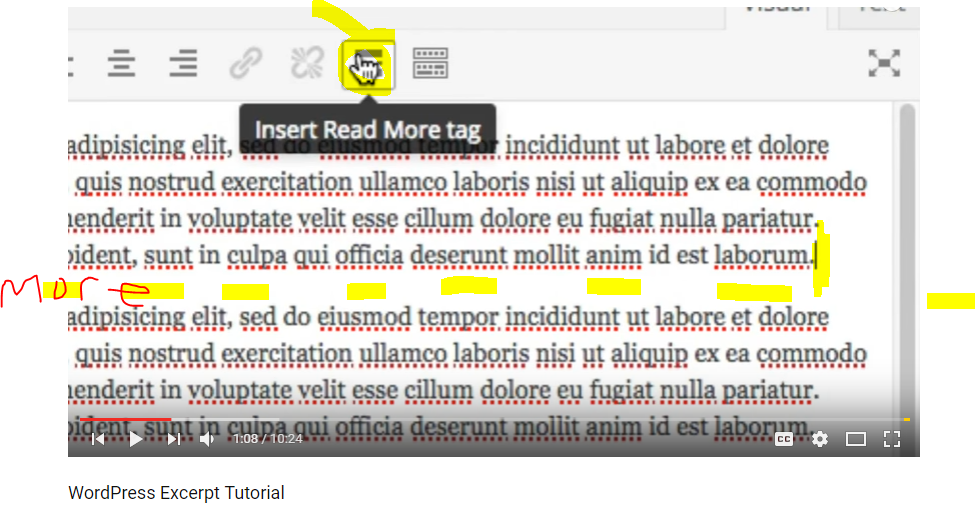 Visual Text
Insert Read More tag
adipisicing elit, sed do eiusmod tempor incididunt ut labore et dolore
quis nostrud exercitation ullamco laboris nisi ut aliquip ex ea commodo
henderit in voluptate velit esse cillum dolore eu fugiat nulla pariatur.
pident, sunt in culpa qui officia deserunt mollit anim id est laborum.
More
adipisicing elit, sed do eiusmod tempor incididunt ut labore et dolore
quis nostrud exercitation ullamco laboris nisi ut aliquip ex ea commodo
henderit in voluptate velit esse cillum dolore eu fugiat nulla pariatur.
pident, sunt in culpa qui officia deserunt mollit anim id est laborum.
1:08 / 10:24 CC
WordPress Excerpt Tutorial